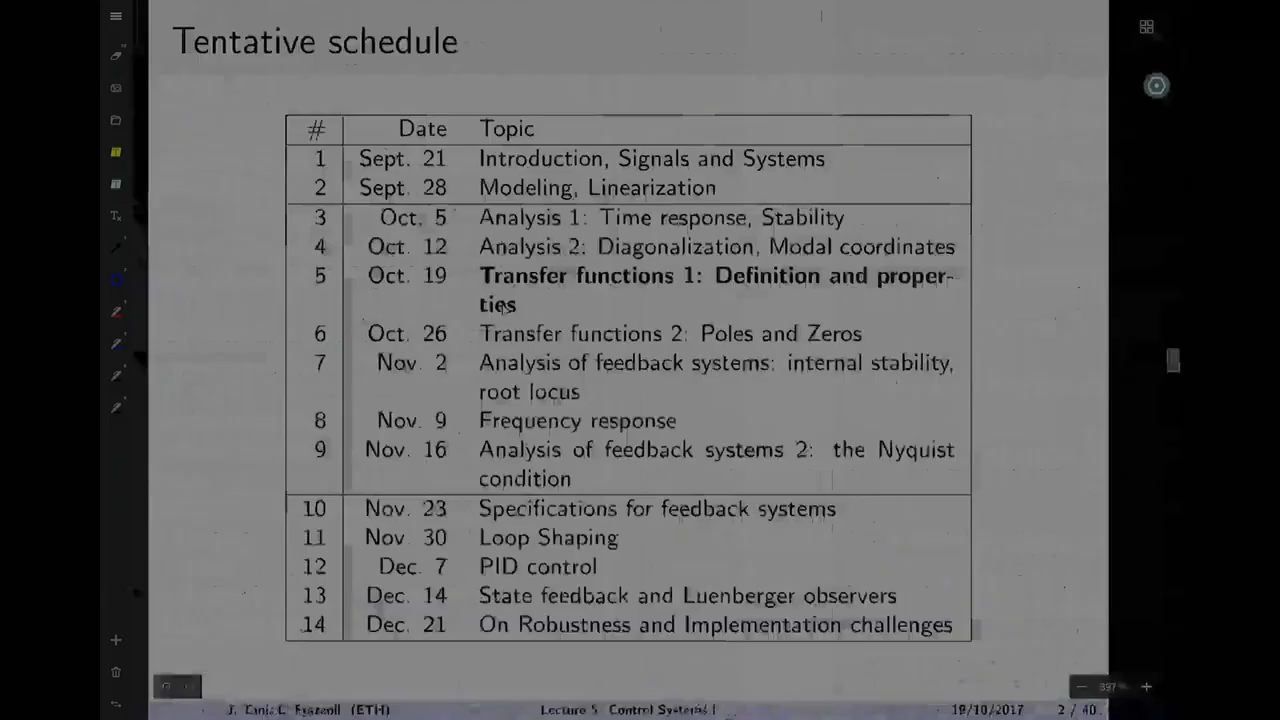 Tentative schedule
# Date Topic
1 Sept. 21 Introduction, Signals and Systems
2 Sept. 28 Modeling, Linearization
3 Oct. 5 Analysis 1: Time response, Stability
4 Oct. 12 Analysis 2: Diagonalization, Modal coordinates
5 Oct. 19 Transfer functions 1: Definition and proper-
ties
6 Oct. 26 Transfer functions 2: Poles and Zeros
7 Nov. 2 Analysis of feedback systems: internal stability,
root locus
8 Nov. 9 Frequency response
9 Nov. 16 Analysis of feedback systems 2: the Nyquist
condition
10 Nov. 23 Specifications for feedback systems
11 Nov. 30 Loop Shaping
12 Dec. 7 PID control
13 Dec. 14 State feedback and Luenberger observers
14 Dec. 21 On Robustness and Implementation challenges
(ETH) Lecture 5 Control Systems I 19/10/2017 2 / 40